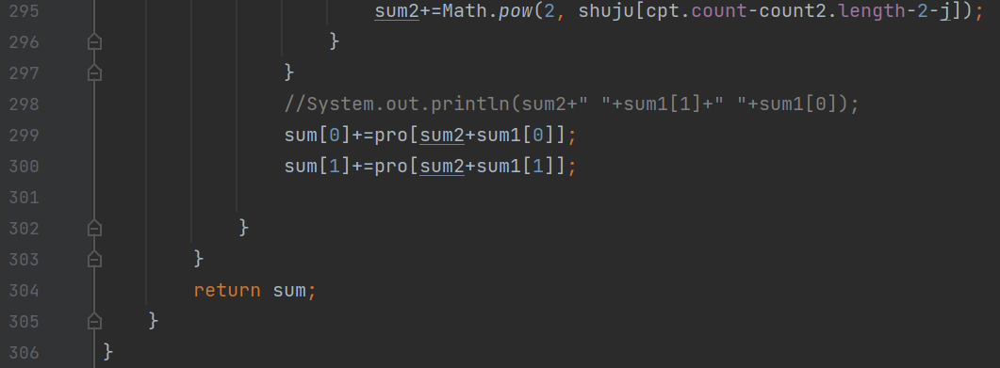 295 sum2+=Math.pow(2, shuju[cpt.count-count2.length-2-j]);
296 }
297 }
298 //System.out.println(sum2+" "+sum1[1]+" "+sum1[0]);
299 sum[0]+=pro[sum2+sum1[0]];
300 sum[1]+=pro[sum2+sum1[1]];
301
302 }
303 }
304 return sum;
305 }
306 }